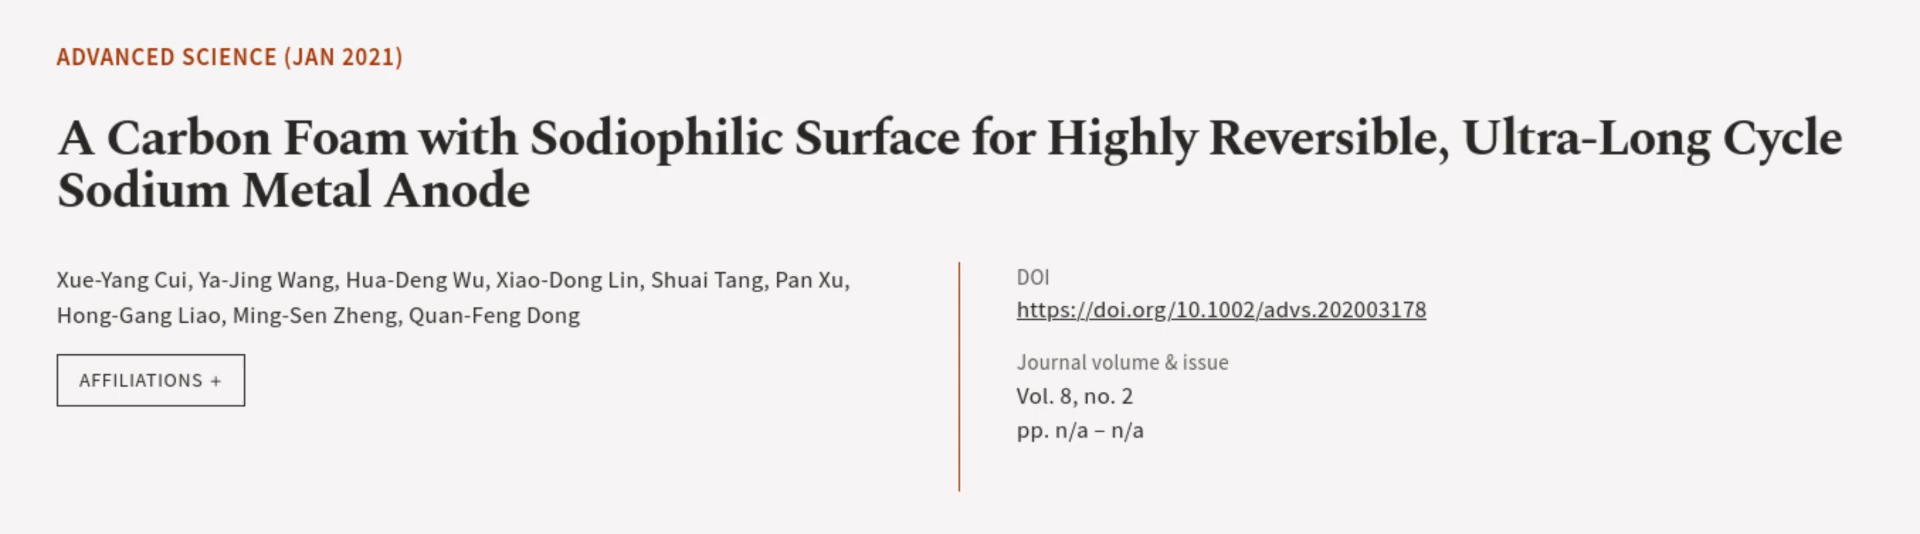 ADVANCED SCIENCE (JAN 2021)
A Carbon Foam with Sodiophilic Surface for Highly Reversible, Ultra-Long Cycle
Sodium Metal Anode
Xue-Yang Cui, Ya-Jing Wang, Hua-Deng Wu, Xiao-Dong Lin, Shuai Tang, Pan Xu,
Hong-Gang Liao, Ming-Sen Zheng, Quan-Feng Dong
AFFILIATIONS +
DOI
https://doi.org/10.1002/advs.202003178
Journal volume & issue
Vol. 8, no. 2
pp. n/a – n/a